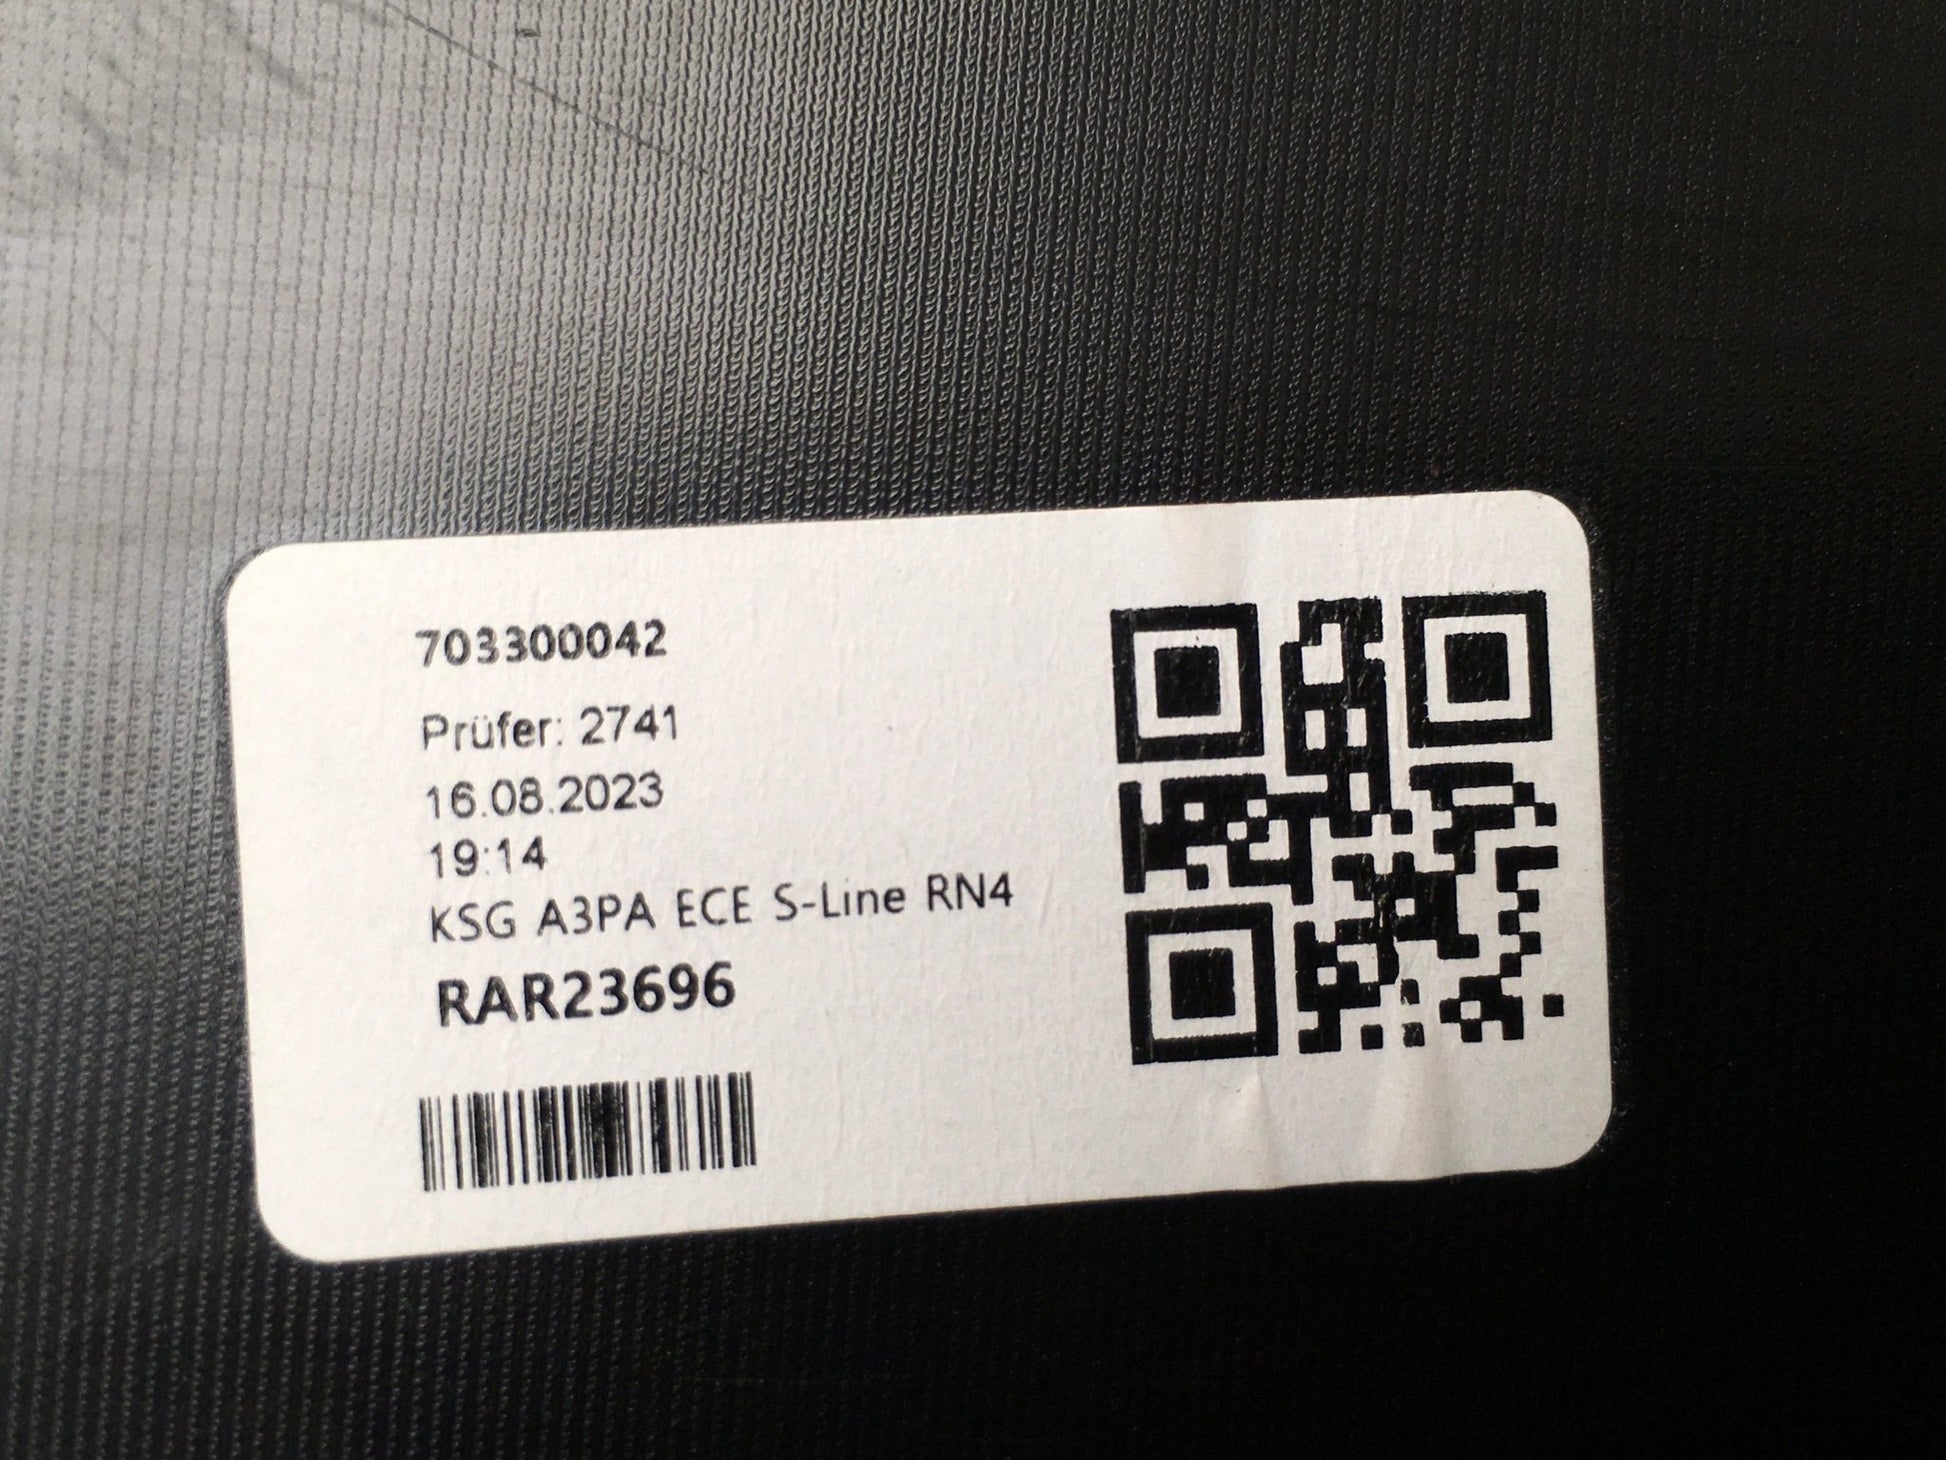 703300042
Prüfer: 2741
16.08.2023
19:14
KSG A3PA ECE S-Line RN4
RAR23696